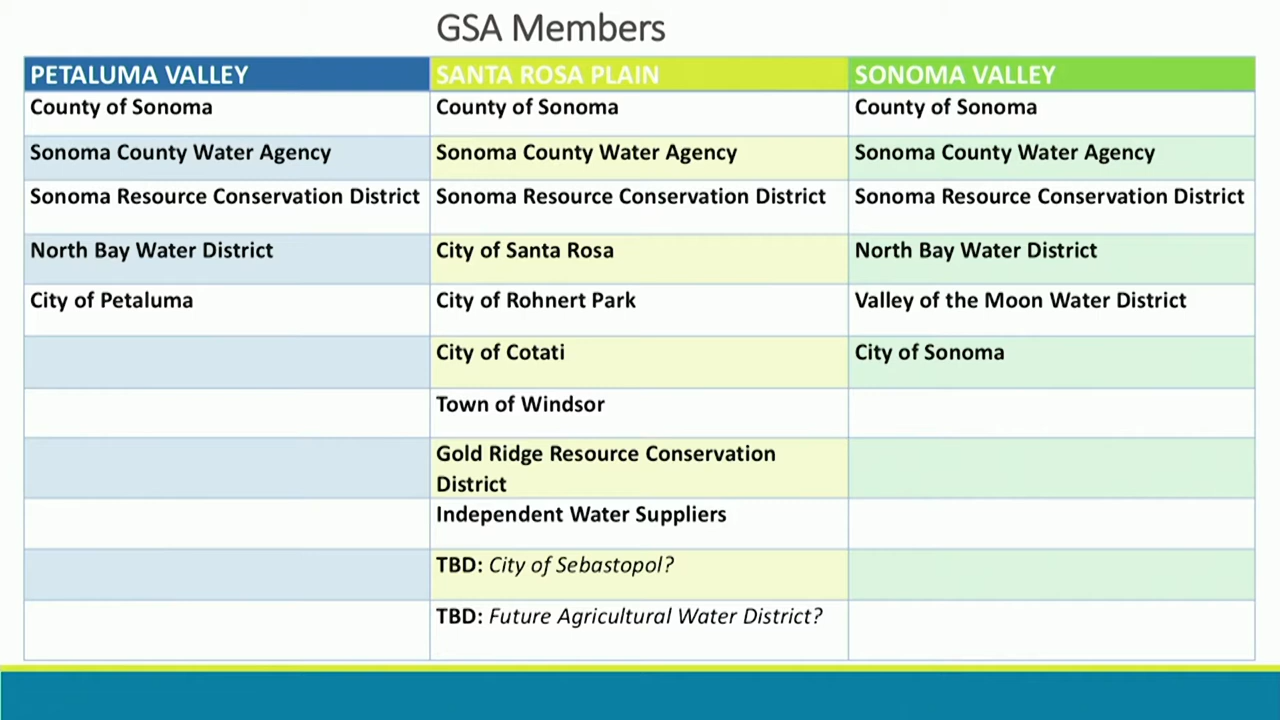 GSA Members
PETALUMA VALLEY SANTA ROSA PLAIN SONOMA VALLEY
County of Sonoma County of Sonoma County of Sonoma
Sonoma County Water Agency Sonoma County Water Agency Sonoma County Water Agency
Sonoma Resource Conservation District Sonoma Resource Conservation District Sonoma Resource Conservation District
North Bay Water District City of Santa Rosa North Bay Water District
City of Petaluma City of Rohnert Park Valley of the Moon Water District
City of Cotati City of Sonoma
Town of Windsor
Gold Ridge Resource Conservation
District
Independent Water Suppliers
TBD: City of Sebastopol?
TBD: Future Agricultural Water District?